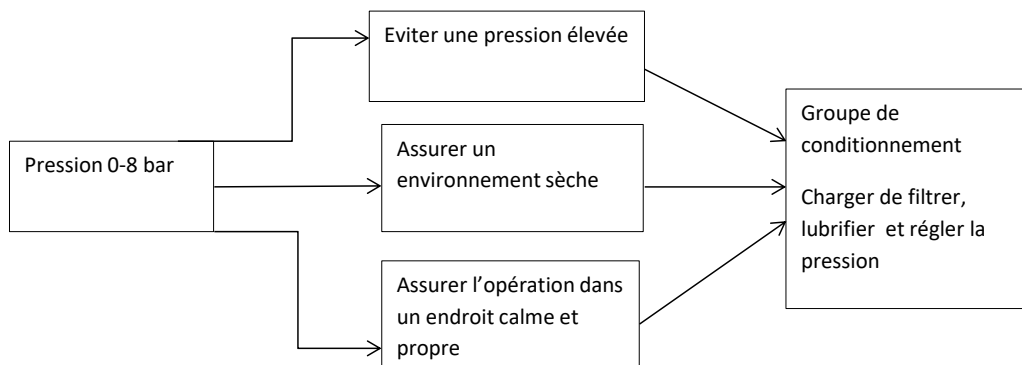 Eviter une pression élevée
Pression 0-8 bar
Assurer un
environnement sèche
Assurer l’opération dans
un endroit calme et
propre
Groupe de
conditionnement
Charger de filtrer,
lubrifier et régler la
pression